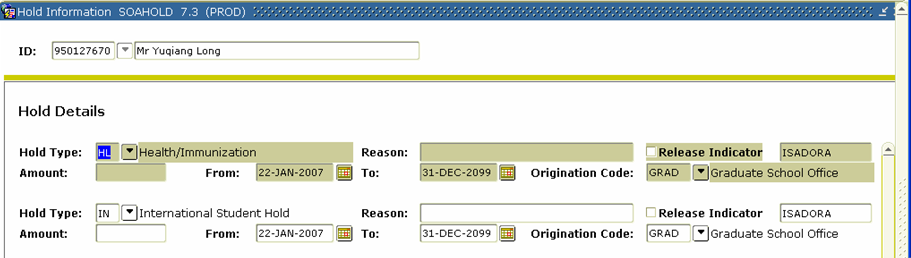 Hold Information SOAHOLD 7.3 (PROD)
ID: 950127670 Mr Yuqiang Long
Hold Details
Hold Type: HL Health/Immunization Reason: Release Indicator ISADORA
Amount: From: 22-JAN-2007 To: 31-DEC-2099 Origination Code: GRAD Graduate School Office
Hold Type: IN International Student Hold Reason: Release Indicator ISADORA
Amount: From: 22-JAN-2007 To: 31-DEC-2099 Origination Code: GRAD Graduate School Office